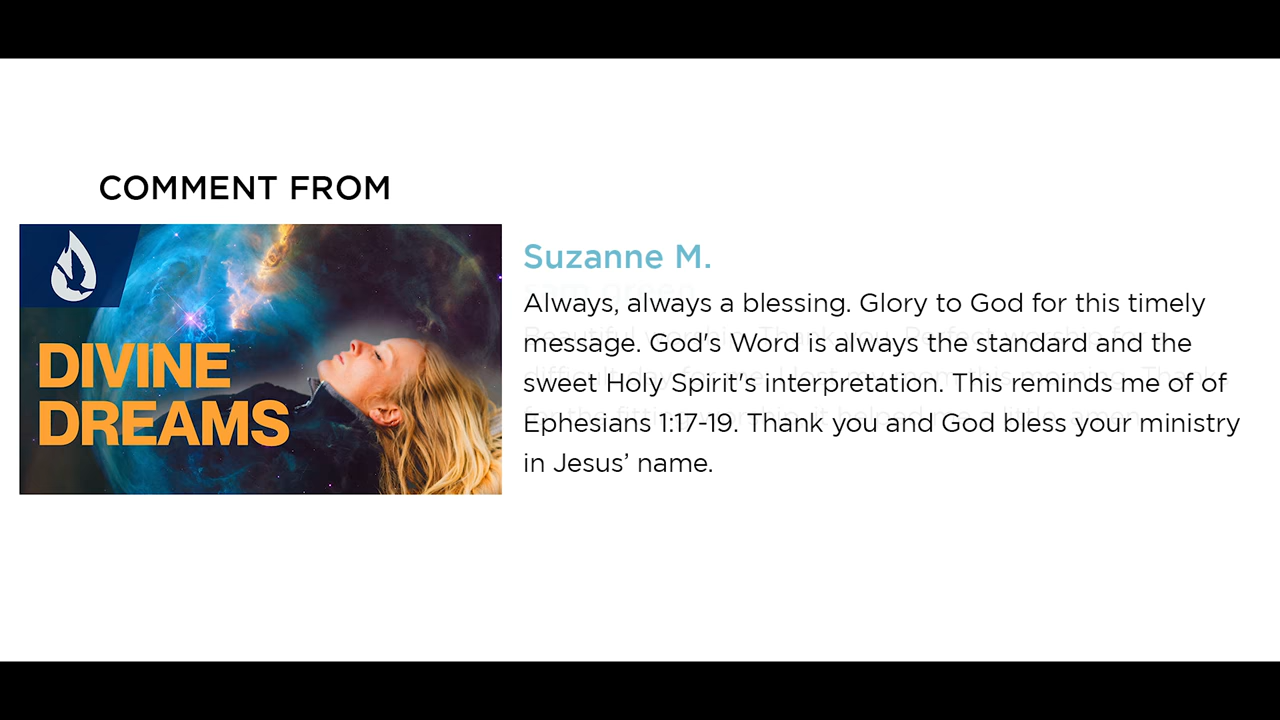 COMMENT FROM
DIVINE
DREAMS
Suzanne M.
Always, always a blessing. Glory to God for this timely
message. God's Word is always the standard and the
sweet Holy Spirit's interpretation. This reminds me of of
Ephesians 1:17-19. Thank you and God bless your ministry
in Jesus’ name.